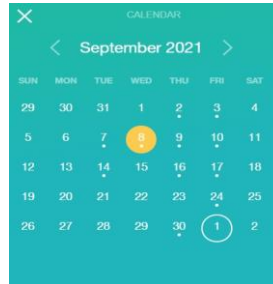 CALENDAR
September 2021
SUN MON TUE WED THU FRI SAT
29 30 31 1 2 3 4
5 6 7 8 9 10 11
12 13 14 15 16 17 18
19 20 21 22 23 24 25
26 27 28 29 30 1 2